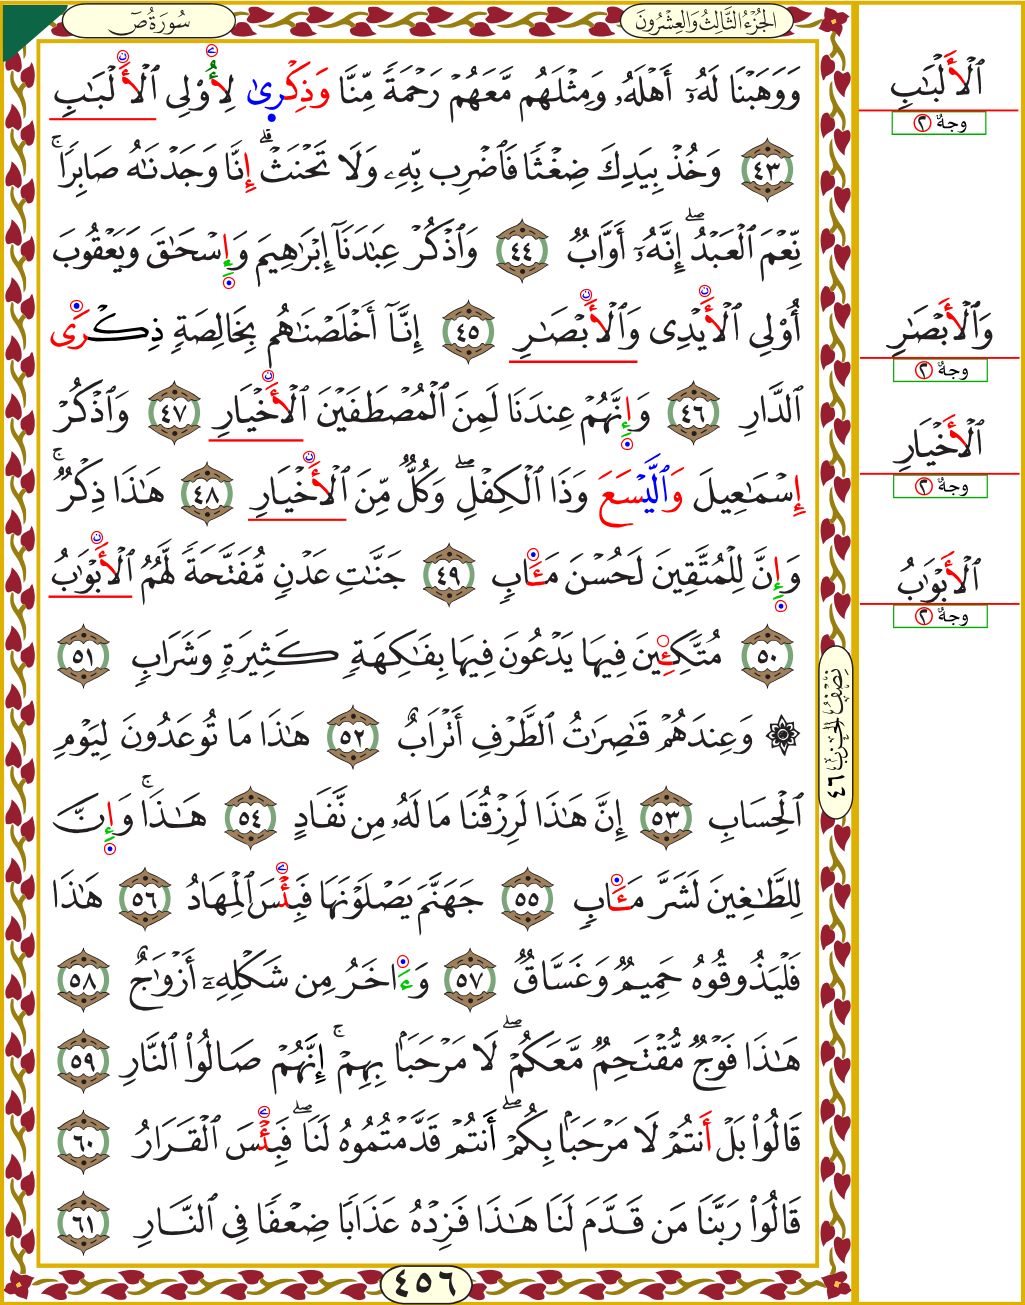 سُورَةُ صٓ
الجُزْءُ الثَّالِثُ وَالعِشْرُونَ
وَوَهَبْنَا لَهُۥٓ أَهْلَهُۥ وَمِثْلَهُم مَّعَهُمْ رَحْمَةً مِّنَّا وَذِكْرِىٰ لِأُوْلِى ٱلْأَلْبَٰبِ
٤٣ وَخُذْ بِيَدِكَ ضِغْثًا فَٱضْرِب بِّهِۦ وَلَا تَحْنَثْ ۗ إِنَّا وَجَدْنَٰهُ صَابِرًا ۚ
نِّعْمَ ٱلْعَبْدُ ۖ إِنَّهُۥٓ أَوَّابٌ ٤٤ وَٱذْكُرْ عِبَٰدَنَآ إِبْرَٰهِيمَ وَإِسْحَٰقَ وَيَعْقُوبَ
أُوْلِى ٱلْأَيْدِى وَٱلْأَبْصَٰرِ ٤٥ إِنَّآ أَخْلَصْنَٰهُم بِخَالِصَةٍ ذِكْرَى
ٱلدَّارِ ٤٦ وَإِنَّهُمْ عِندَنَا لَمِنَ ٱلْمُصْطَفَيْنَ ٱلْأَخْيَارِ ٤٧ وَٱذْكُرْ
إِسْمَٰعِيلَ وَٱلَّيْسَعَ وَذَا ٱلْكِفْلِ ۖ وَكُلٌّ مِّنَ ٱلْأَخْيَارِ ٤٨ هَٰذَا ذِكْرٌ ۚ
وَإِنَّ لِلْمُتَّقِينَ لَحُسْنَ مَـَٔابٍ ٤٩ جَنَّٰتِ عَدْنٍ مُّفَتَّحَةً لَّهُمُ ٱلْأَبْوَٰبُ
٥٠ مُتَّكِـِٔينَ فِيهَا يَدْعُونَ فِيهَا بِفَٰكِهَةٍ كَثِيرَةٍ وَشَرَابٍ ٥١
۞ وَعِندَهُمْ قَٰصِرَٰتُ ٱلطَّرْفِ أَتْرَابٌ ٥٢ هَٰذَا مَا تُوعَدُونَ لِيَوْمِ
ٱلْحِسَابِ ٥٣ إِنَّ هَٰذَا لَرِزْقُنَا مَا لَهُۥ مِن نَّفَادٍ ٥٤ هَٰذَا ۚ وَإِنَّ
لِلطَّٰغِينَ لَشَرَّ مَـَٔابٍ ٥٥ جَهَنَّمَ يَصْلَوْنَهَا فَبِئْسَ ٱلْمِهَادُ ٥٦ هَٰذَا
فَلْيَذُوقُوهُ حَمِيمٌ وَغَسَّاقٌ ٥٧ وَءَاخَرُ مِن شَكْلِهِۦٓ أَزْوَٰجٌ ٥٨
هَٰذَا فَوْجٌ مُّقْتَحِمٌ مَّعَكُمْ ۖ لَا مَرْحَبًۢا بِهِمْ ۚ إِنَّهُمْ صَالُوا۟ ٱلنَّارِ ٥٩
قَالُوا۟ بَلْ أَنتُمْ لَا مَرْحَبًۢا بِكُمْ ۖ أَنتُمْ قَدَّمْتُمُوهُ لَنَا ۖ فَبِئْسَ ٱلْقَرَارُ ٦٠
قَالُوا۟ رَبَّنَا مَن قَدَّمَ لَنَا هَٰذَا فَزِدْهُ عَذَابًا ضِعْفًا فِى ٱلنَّارِ ٦١
٤٥٦
نِصْفُ الحِزْبِ ٤٦
ٱلْأَلْبَٰبِ
وجهٌ ٢
وَٱلْأَبْصَٰرِ
وجهٌ ٢
ٱلْأَخْيَارِ
وجهٌ ٢
ٱلْأَبْوَٰبُ
وجهٌ ٢